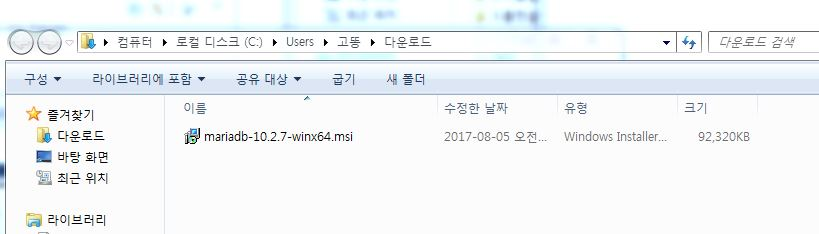 컴퓨터 ▸ 로컬 디스크 (C:) ▸ Users ▸ 고똥 ▸ 다운로드 다운로드 검색
구성 라이브러리에 포함 공유 대상 굽기 새 폴더
즐겨찾기
다운로드
바탕 화면
최근 위치
라이브러리
이름 수정한 날짜 유형 크기
mariadb-10.2.7-winx64.msi 2017-08-05 오전... Windows Installer... 92,320KB